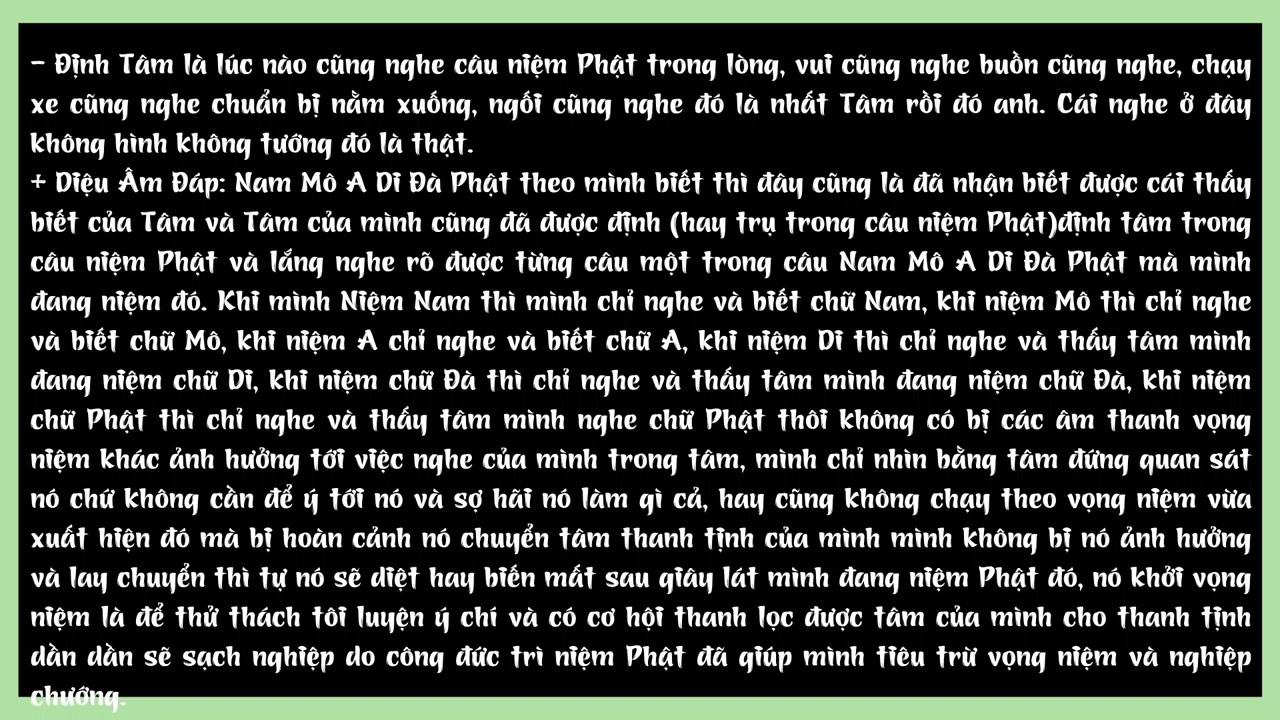 – Định Tâm là lúc nào cũng nghe câu niệm Phật trong lòng, vui cũng nghe buồn cũng nghe, chạy
xe cũng nghe chuẩn bị nằm xuống, ngồi cũng nghe đó là nhất Tâm rồi đó anh. Cái nghe ở đây
không hình không tướng đó là thật.
+ Diệu Âm Đáp: Nam Mô A Di Đà Phật theo mình biết thì đây cũng là đã nhận biết được cái thấy
biết của Tâm và Tâm của mình cũng đã được định (hay trụ trong câu niệm Phật)định tâm trong
câu niệm Phật và lắng nghe rõ được từng câu một trong câu Nam Mô A Di Đà Phật mà mình
đang niệm đó. Khi mình Niệm Nam thì mình chỉ nghe và biết chữ Nam, khi niệm Mô thì chỉ nghe
và biết chữ Mô, khi niệm A chỉ nghe và biết chữ A, khi niệm Di thì chỉ nghe và thấy tâm mình
đang niệm chữ Di, khi niệm chữ Đà thì chỉ nghe và thấy tâm mình đang niệm chữ Đà, khi niệm
chữ Phật thì chỉ nghe và thấy tâm mình nghe chữ Phật thôi không có bị các âm thanh vọng
niệm khác ảnh hưởng tới việc nghe của mình trong tâm, mình chỉ nhìn bằng tâm đứng quan sát
nó chứ không cần để ý tới nó và sợ hãi nó làm gì cả, hay cũng không chạy theo vọng niệm vừa
xuất hiện đó mà bị hoàn cảnh nó chuyển tâm thanh tịnh của mình mình không bị nó ảnh hưởng
và lay chuyển thì tự nó sẽ diệt hay biến mất sau giây lát mình đang niệm Phật đó, nó khởi vọng
niệm là để thử thách tôi luyện ý chí và có cơ hội thanh lọc được tâm của mình cho thanh tịnh
dần dần sẽ sạch nghiệp do công đức trì niệm Phật đã giúp mình tiêu trừ vọng niệm và nghiệp
chướng.